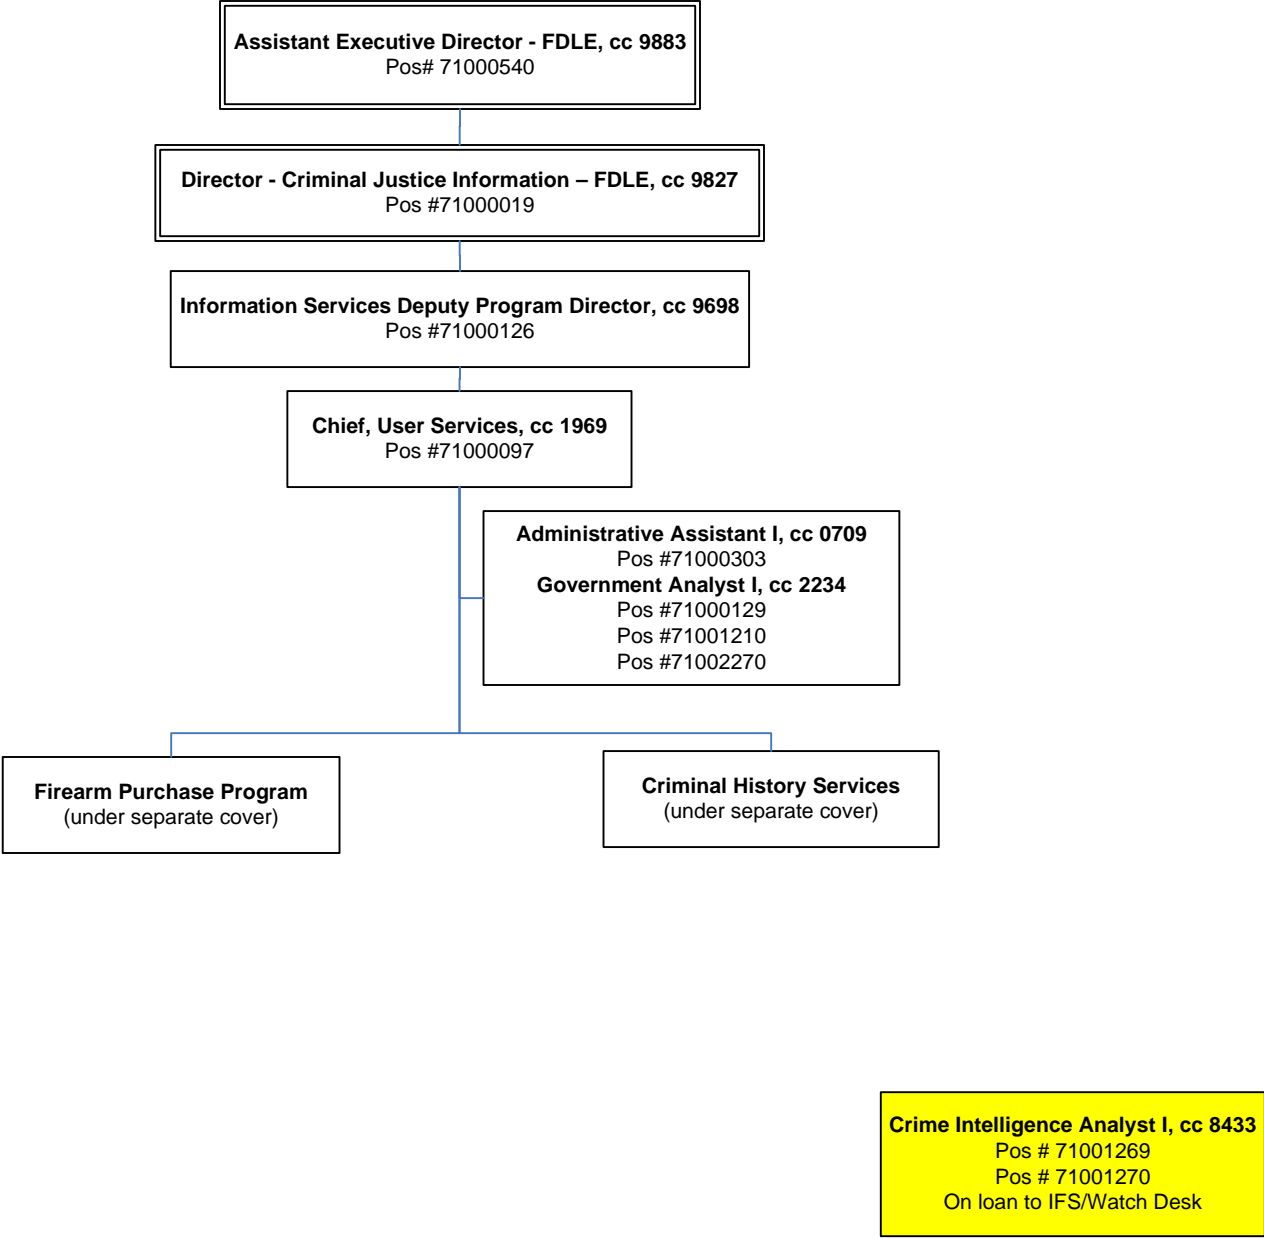 Assistant Executive Director - FDLE, cc 9883
Pos# 71000540
Director - Criminal Justice Information – FDLE, cc 9827
Pos #71000019
Information Services Deputy Program Director, cc 9698
Pos #71000126
Chief, User Services, cc 1969
Pos #71000097
Administrative Assistant I, cc 0709
Pos #71000303
Government Analyst I, cc 2234
Pos #71000129
Pos #71001210
Pos #71002270
Firearm Purchase Program
(under separate cover)
Criminal History Services
(under separate cover)
Crime Intelligence Analyst I, cc 8433
Pos # 71001269
Pos # 71001270
On loan to IFS/Watch Desk